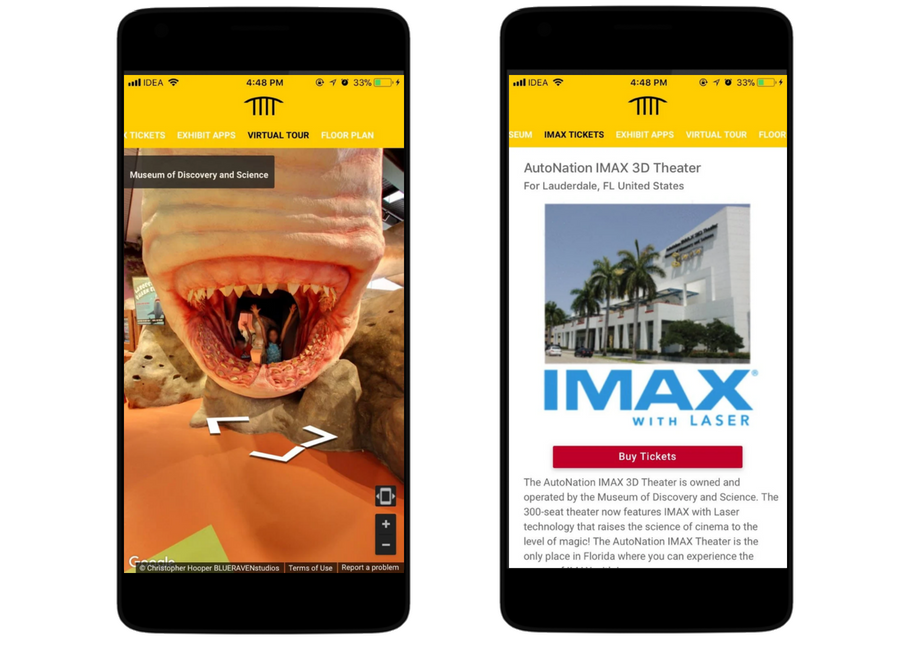 IDEA 4:48 PM 33%
TICKETS EXHIBIT APPS VIRTUAL TOUR FLOOR PLAN
Museum of Discovery and Science
Google
© Christopher Hooper BLUERAVENstudios Terms of Use Report a problem
IDEA 4:48 PM 33%
SEUM IMAX TICKETS EXHIBIT APPS VIRTUAL TOUR FLOOR
AutoNation IMAX 3D Theater
For Lauderdale, FL United States
IMAX®
WITH LASER
Buy Tickets
The AutoNation IMAX 3D Theater is owned and
operated by the Museum of Discovery and Science. The
300-seat theater now features IMAX with Laser
technology that raises the science of cinema to the
level of magic! The AutoNation IMAX Theater is the
only place in Florida where you can experience the